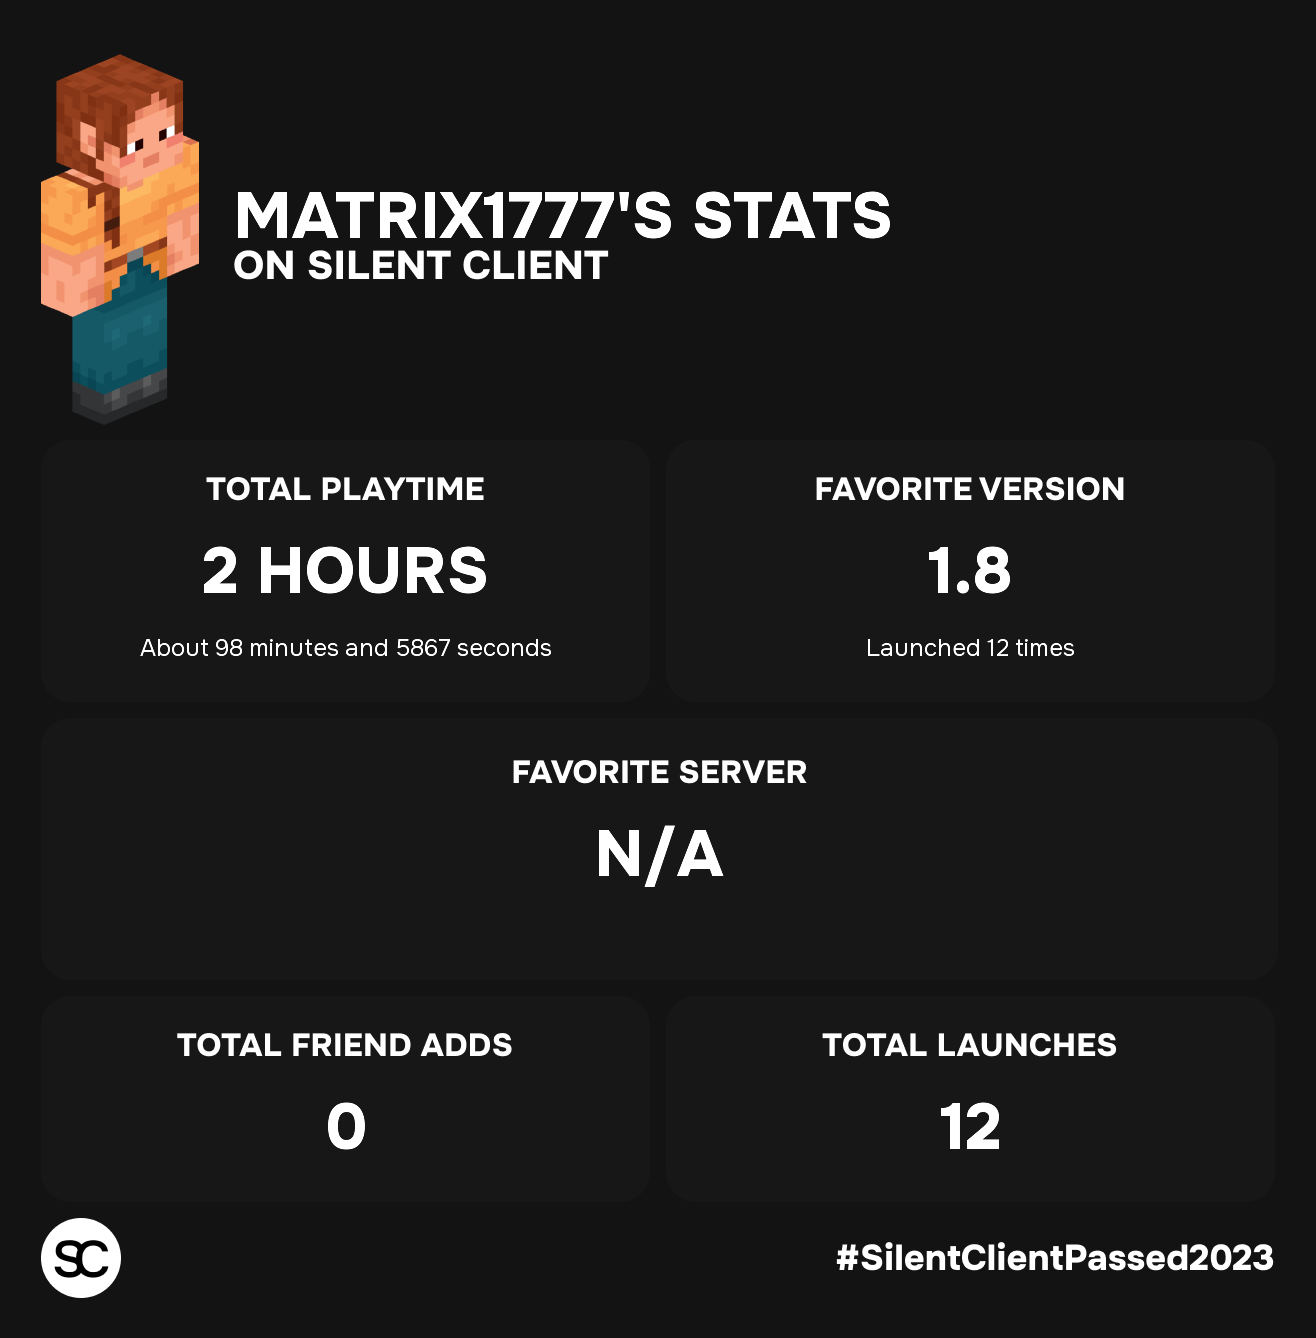 MATRIX1777'S STATS
ON SILENT CLIENT
TOTAL PLAYTIME
2 HOURS
About 98 minutes and 5867 seconds
FAVORITE VERSION
1.8
Launched 12 times
FAVORITE SERVER
N/A
TOTAL FRIEND ADDS
0
TOTAL LAUNCHES
12
SC
#SilentClientPassed2023